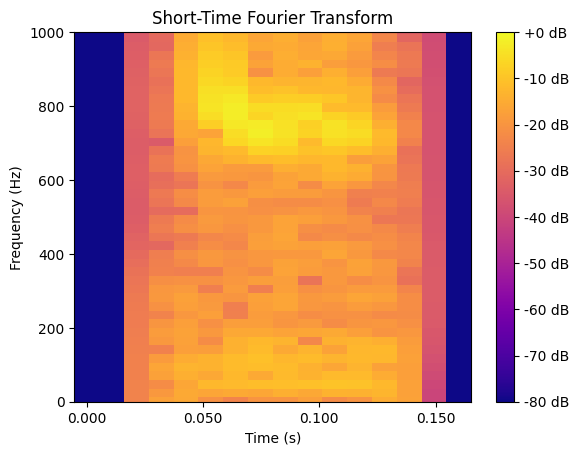 Short-Time Fourier Transform
1000
800
600
400
200
0
Frequency (Hz)
0.000
0.050
0.100
0.150
Time (s)
+0 dB
-10 dB
-20 dB
-30 dB
-40 dB
-50 dB
-60 dB
-70 dB
-80 dB